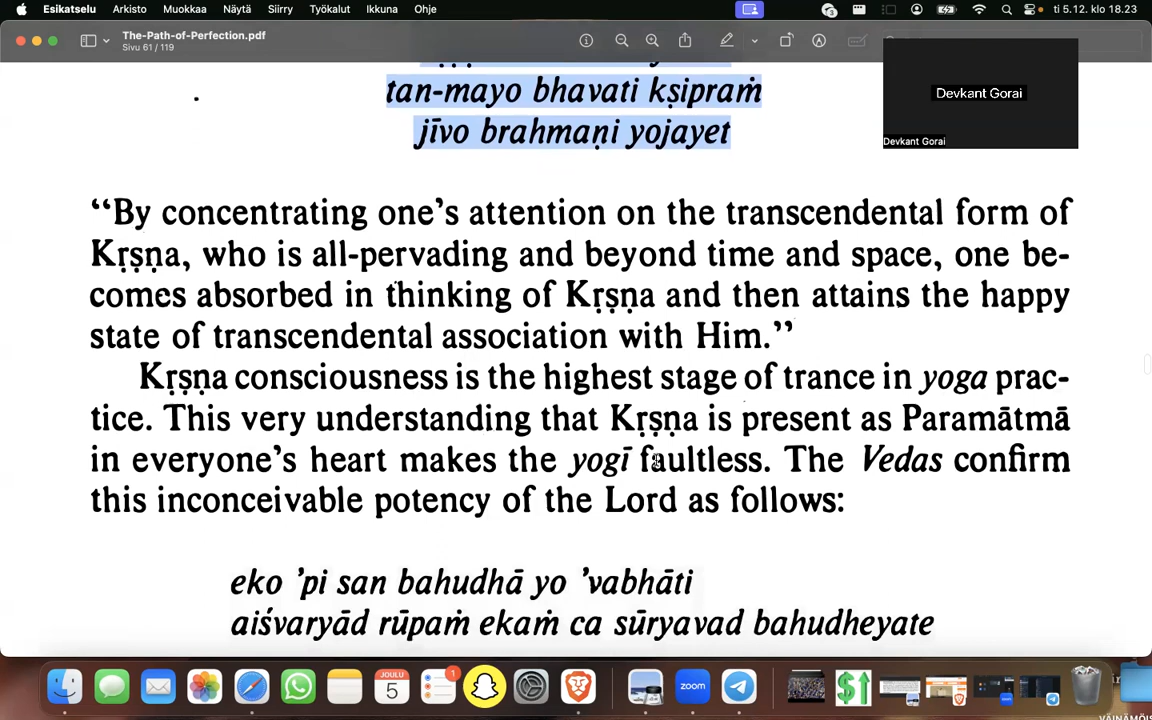 Esikatselu Arkisto Muokkaa Näytä Siirry Työkalut Ikkuna Ohje ti 5.12. klo 18.23
The-Path-of-Perfection.pdf
Sivu 61 / 119
Devkant Gorai
Devkant Gorai
tan-mayo bhavati kṣipraṁ
jīvo brahmaṇi yojayet
“By concentrating one’s attention on the transcendental form of
Kṛṣṇa, who is all-pervading and beyond time and space, one be-
comes absorbed in thinking of Kṛṣṇa and then attains the happy
state of transcendental association with Him.”
Kṛṣṇa consciousness is the highest stage of trance in yoga prac-
tice. This very understanding that Kṛṣṇa is present as Paramātmā
in everyone’s heart makes the yogī faultless. The Vedas confirm
this inconceivable potency of the Lord as follows:
eko ’pi san bahudhā yo ’vabhāti
aiśvaryād rūpaṁ ekaṁ ca sūryavad bahudheyate
JOULU
5
1
zoom